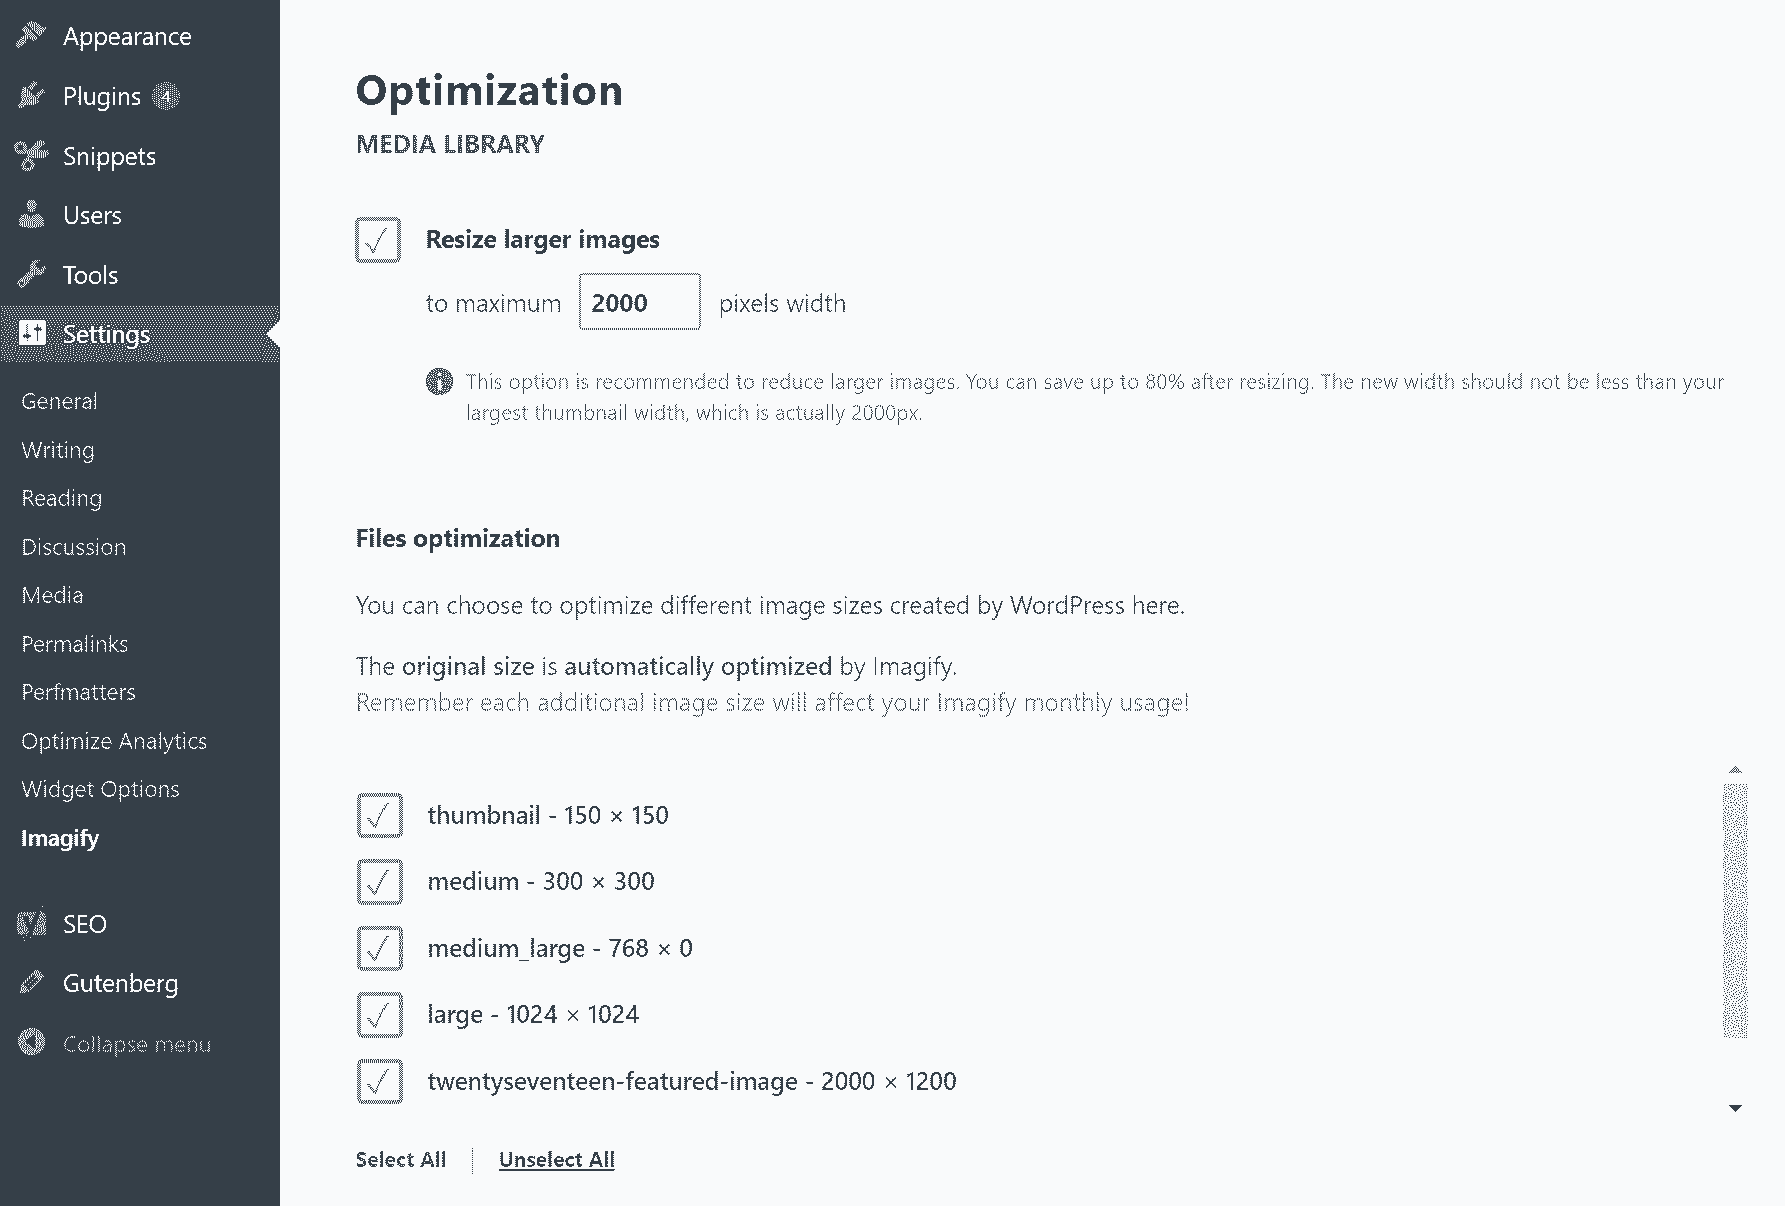 Appearance
Plugins 4
Snippets
Users
Tools
Settings
General
Writing
Reading
Discussion
Media
Permalinks
Perfmatters
Optimize Analytics
Widget Options
Imagify
SEO
Gutenberg
Collapse menu
Optimization
MEDIA LIBRARY
Resize larger images
to maximum 2000 pixels width
This option is recommended to reduce larger images. You can save up to 80% after resizing. The new width should not be less than your
largest thumbnail width, which is actually 2000px.
Files optimization
You can choose to optimize different image sizes created by WordPress here.
The original size is automatically optimized by Imagify.
Remember each additional image size will affect your Imagify monthly usage!
thumbnail - 150 × 150
medium - 300 × 300
medium_large - 768 × 0
large - 1024 × 1024
twentyseventeen-featured-image - 2000 × 1200
Select All
Unselect All